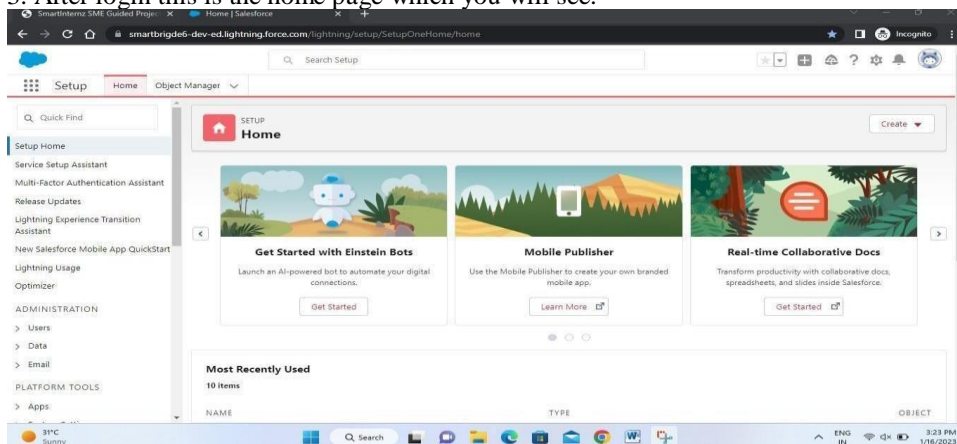 3. After login this is the home page which you will see.
SmartInternz SME Guided Projec
Home | Salesforce
smartbrigde6-dev-ed.lightning.force.com/lightning/setup/SetupOneHome/home
Incognito
Search Setup
Setup
Home
Object Manager
Quick Find
SETUP
Home
Create
Setup Home
Service Setup Assistant
Multi-Factor Authentication Assistant
Release Updates
Lightning Experience Transition
Assistant
New Salesforce Mobile App QuickStart
Lightning Usage
Optimizer
ADMINISTRATION
Users
Data
Email
PLATFORM TOOLS
Apps
Get Started with Einstein Bots
Launch an AI-powered bot to automate your digital
connections.
Get Started
Mobile Publisher
Use the Mobile Publisher to create your own branded
mobile app.
Learn More
Real-time Collaborative Docs
Transform productivity with collaborative docs,
spreadsheets, and slides inside Salesforce.
Get Started
Most Recently Used
10 items
NAME
TYPE
OBJECT
31°C
Sunny
Search
ENG
IN
3:23 PM
1/16/2023